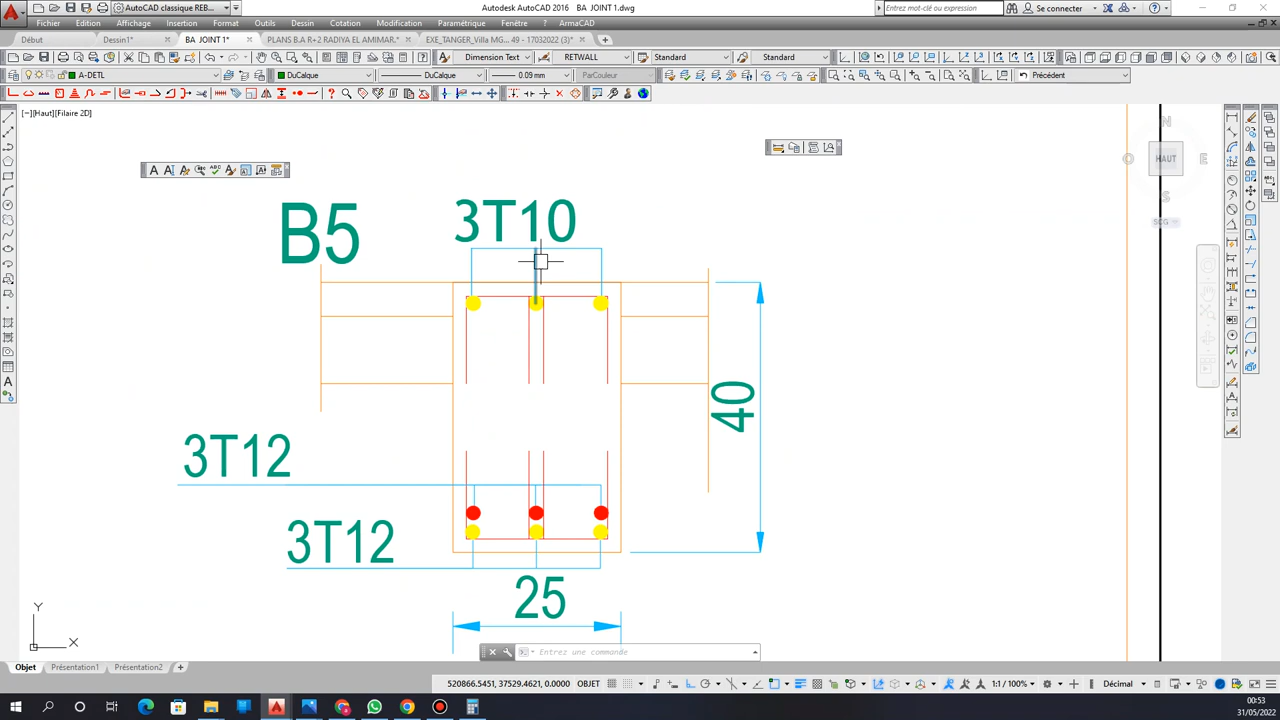 Autodesk AutoCAD 2016 BA JOINT 1.dwg
AutoCAD classique REB...
Entrez mot-clé ou expression
Se connecter
Fichier Edition Affichage Insertion Format Outils Dessin Cotation Modification Paramétrique Fenêtre ? ArmaCAD
Début Dessin1* BA JOINT 1* PLANS B.A R+2 RADIYA EL AMIMAR.* EXE_TANGER_Villa MG... 49 - 17032022 (3)*
Dimension Text RETWALL Standard Standard
A-DETL DuCalque DuCalque 0.09 mm ParCouleur Précédent
[−][Haut][Filaire 2D]
N
O HAUT E
S
SCG
B5 3T10
40
3T12
3T12
25
Y
X
Entrez une commande
Objet Présentation1 Présentation2
520866.5451, 37529.4621, 0.0000 OBJET 1:1 / 100% Décimal
00:53
31/05/2022